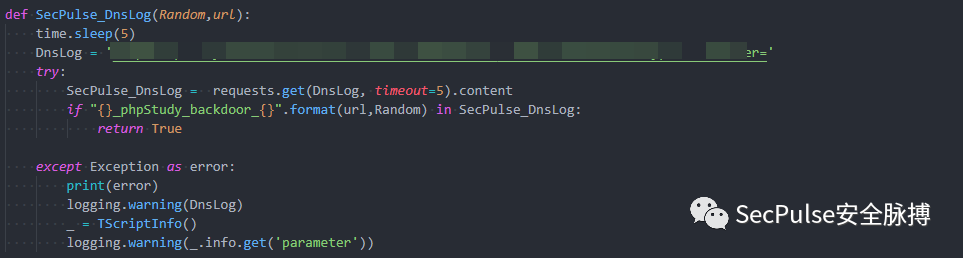 def SecPulse_DnsLog(Random,url):
    time.sleep(5)
    DnsLog = ' er='
    try:
        SecPulse_DnsLog =  requests.get(DnsLog, timeout=5).content
        if "{}_phpStudy_backdoor_{}".format(url,Random) in SecPulse_DnsLog:
            return True
    except Exception as error:
        print(error)
        logging.warning(DnsLog)
        _ = TScriptInfo()
        logging.warning(_.info.get('parameter'))
SecPulse安全脉搏